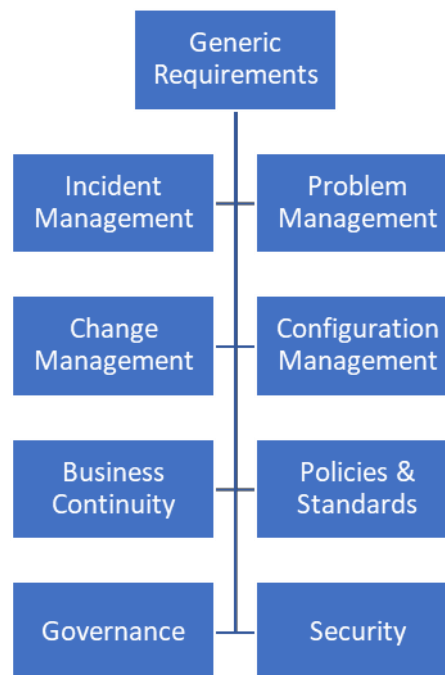 Generic
Requirements
Incident
Management
Problem
Management
Change
Management
Configuration
Management
Business
Continuity
Policies &
Standards
Governance
Security